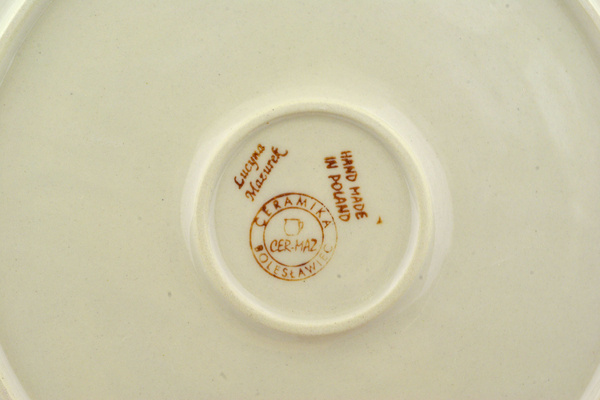 Lucyna
Mazurek
HAND MADE
IN POLAND
CERAMIKA
CER-MAZ
BOLESŁAWIEC